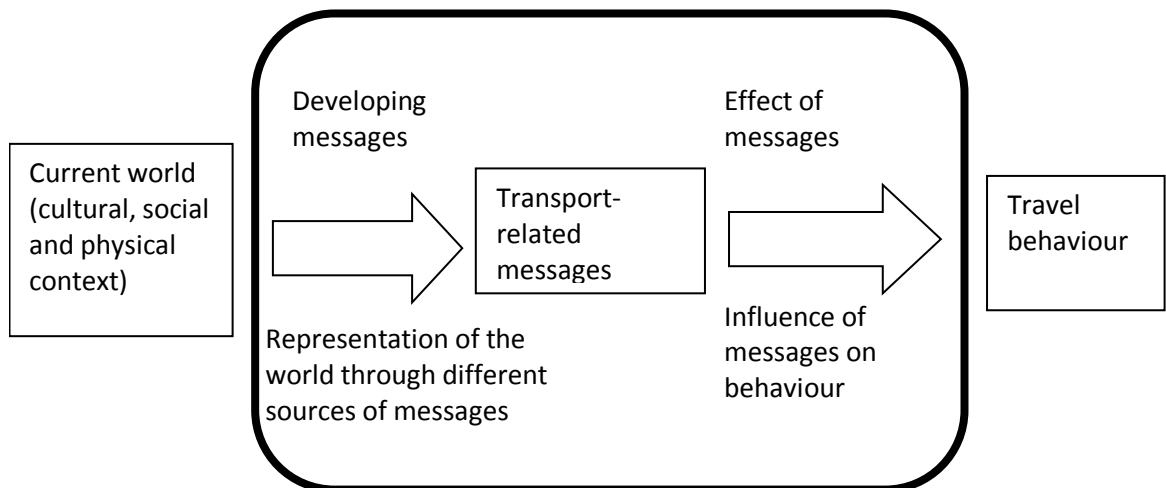 Current world
(cultural, social
and physical
context)
Developing
messages
Representation of the
world through different
sources of messages
Transport-
related
messages
Effect of
messages
Influence of
messages on
behaviour
Travel
behaviour